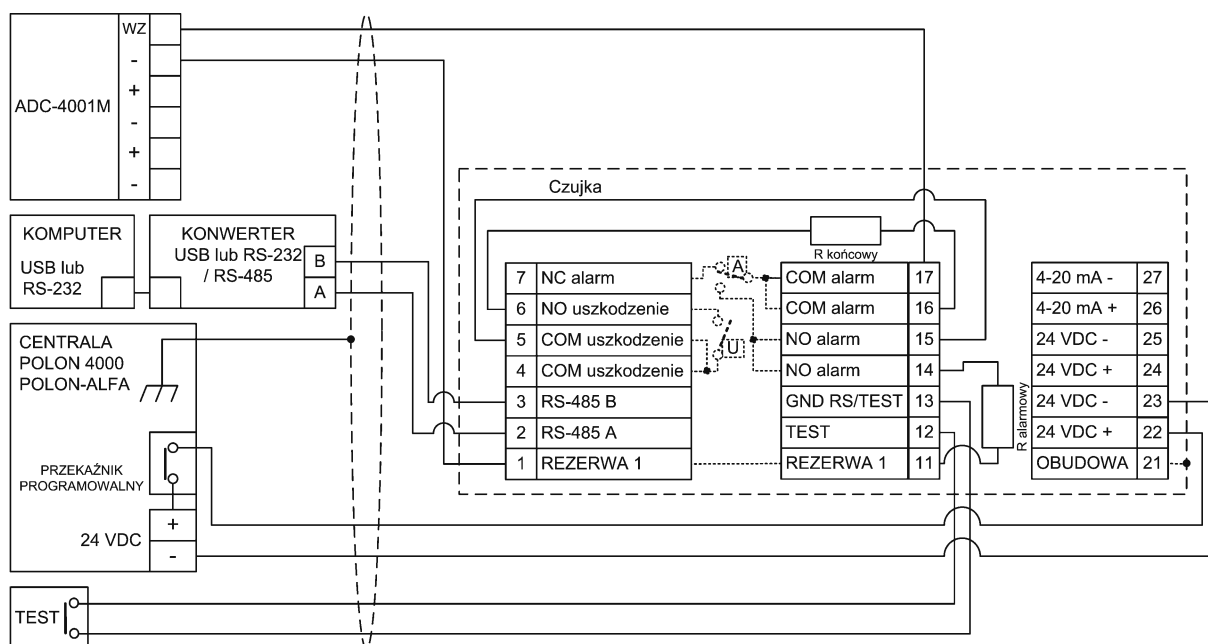 ADC-4001M
WZ
-
+
-
+
-
KOMPUTER
USB lub
RS-232
KONWERTER
USB lub RS-232
/ RS-485
B
A
CENTRALA
POLON 4000
POLON-ALFA
PRZEKAŹNIK
PROGRAMOWALNY
24 VDC
+
-
TEST
Czujka
R końcowy
7 NC alarm
6 NO uszkodzenie
5 COM uszkodzenie
4 COM uszkodzenie
3 RS-485 B
2 RS-485 A
1 REZERWA 1
A
U
COM alarm 17
COM alarm 16
NO alarm 15
NO alarm 14
GND RS/TEST 13
TEST 12
REZERWA 1 11
R alarmowy
4-20 mA - 27
4-20 mA + 26
24 VDC - 25
24 VDC + 24
24 VDC - 23
24 VDC + 22
OBUDOWA 21